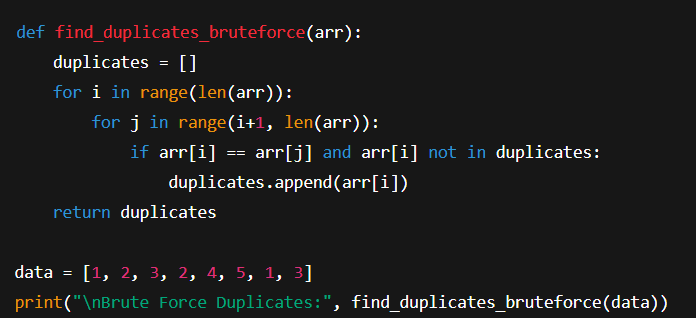 def find_duplicates_bruteforce(arr):
    duplicates = []
    for i in range(len(arr)):
        for j in range(i+1, len(arr)):
            if arr[i] == arr[j] and arr[i] not in duplicates:
                duplicates.append(arr[i])
    return duplicates

data = [1, 2, 3, 2, 4, 5, 1, 3]
print("\nBrute Force Duplicates:", find_duplicates_bruteforce(data))